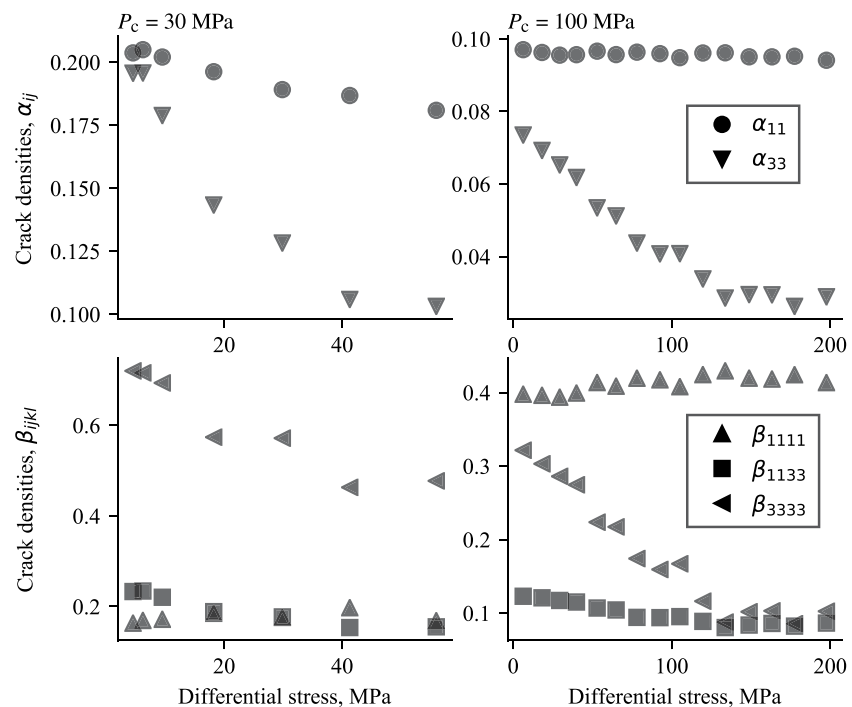 P_c = 30 MPa
P_c = 100 MPa
Crack densities, α_ij
0.200
0.175
0.150
0.125
0.100
20
40
0.10
0.08
0.06
0.04
0
100
200
α_11
α_33
Crack densities, β_ijkl
0.6
0.4
0.2
20
40
Differential stress, MPa
0.4
0.3
0.2
0.1
0
100
200
Differential stress, MPa
β_1111
β_1133
β_3333